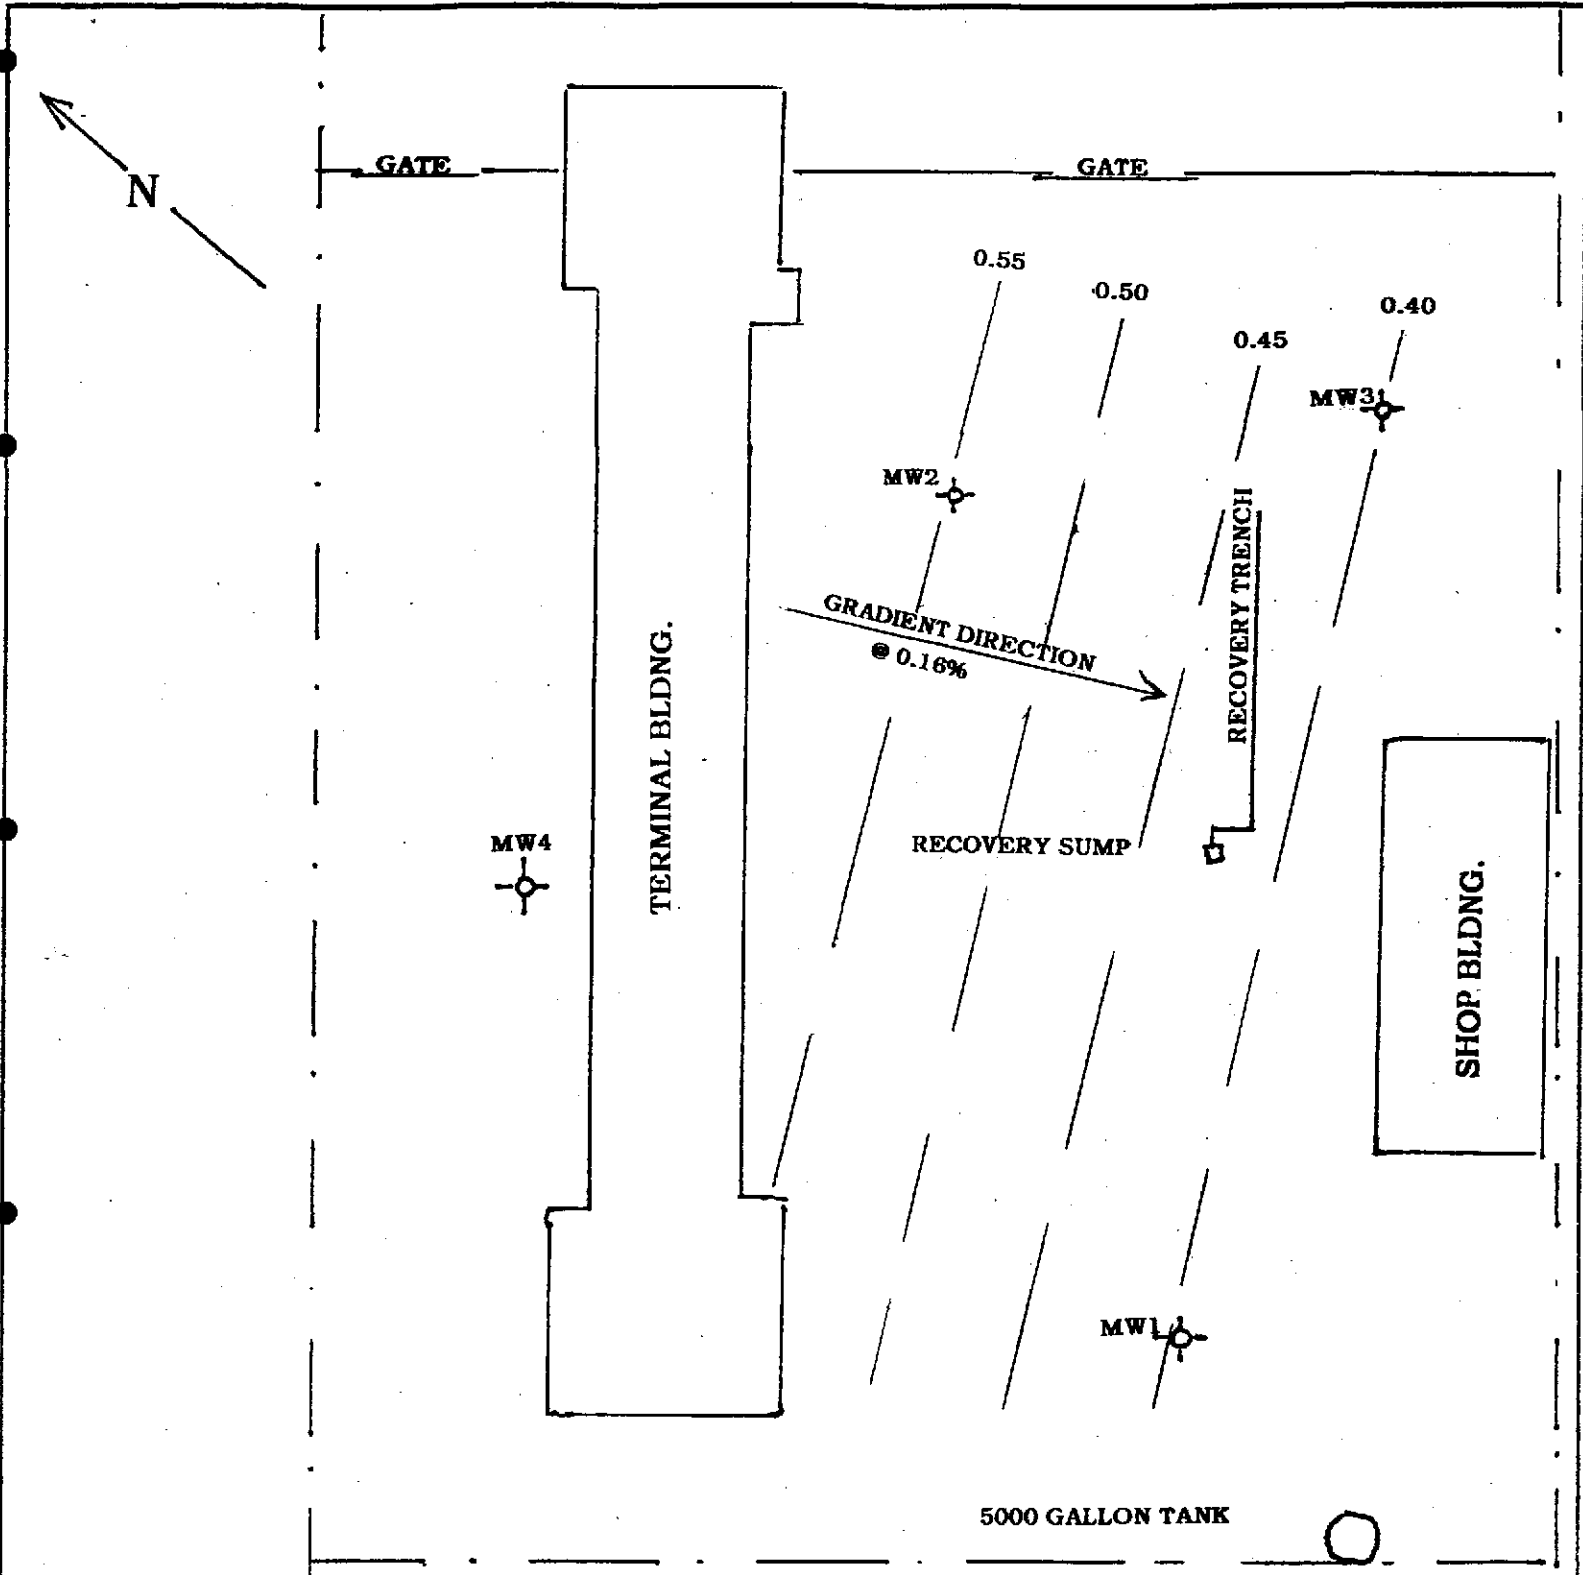 GATE
GATE
N
0.55
0.50
0.40
0.45
MW3
MW2
RECOVERY TRENCH
GRADIENT DIRECTION
@ 0.16%
TERMINAL BLDNG.
MW4
RECOVERY SUMP
SHOP BLDNG.
MW1
5000 GALLON TANK